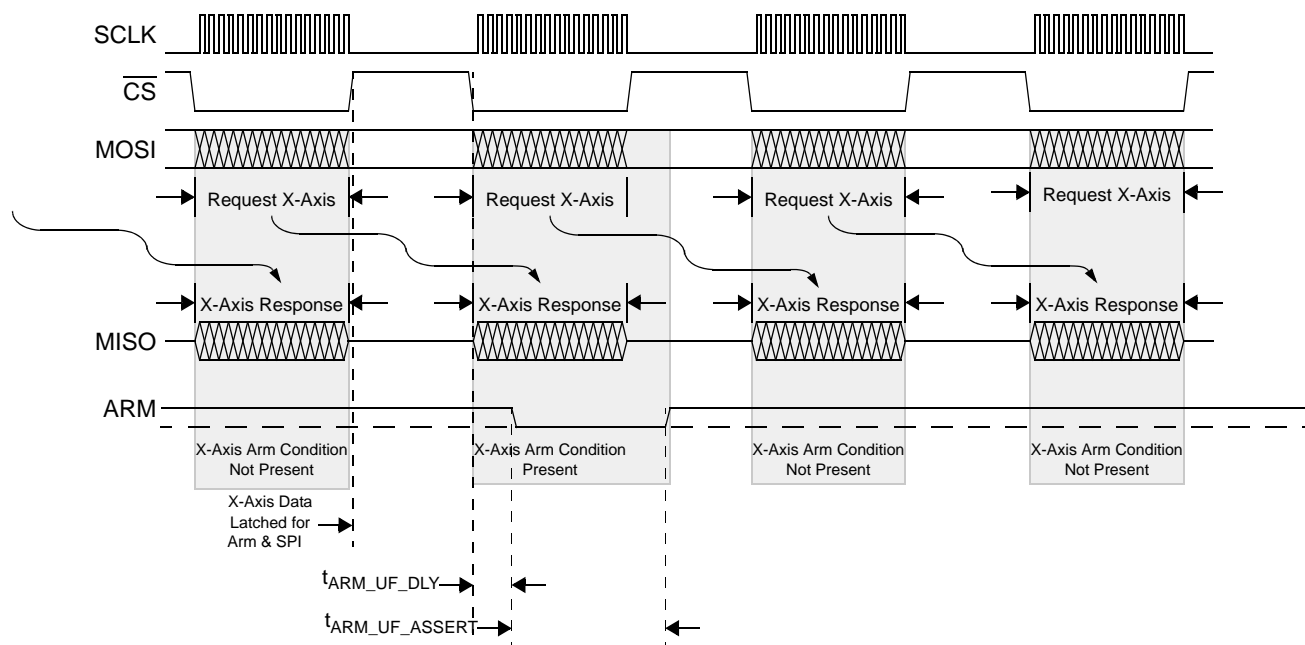 SCLK
CS
MOSI
Request X-Axis
Request X-Axis
Request X-Axis
Request X-Axis
X-Axis Response
X-Axis Response
X-Axis Response
X-Axis Response
MISO
ARM
X-Axis Arm Condition
Not Present
X-Axis Arm Condition
Present
X-Axis Arm Condition
Not Present
X-Axis Arm Condition
Not Present
X-Axis Data
Latched for
Arm & SPI
tARM_UF_DLY
tARM_UF_ASSERT